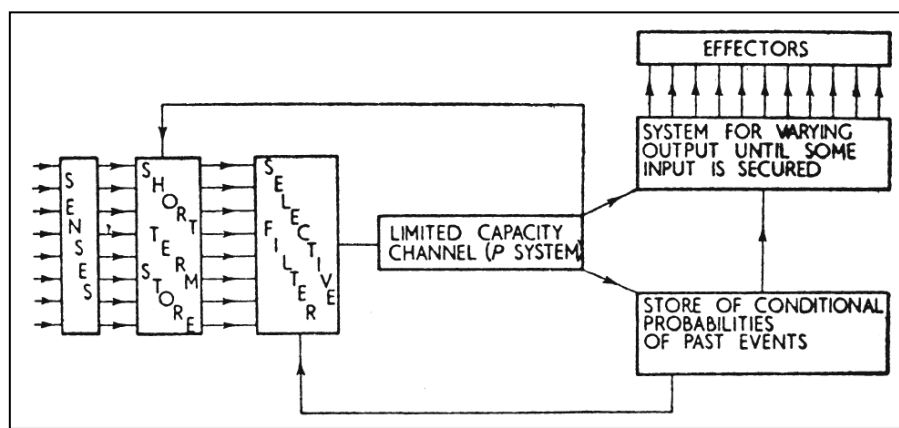 EFFECTORS
SYSTEM FOR VARYING
OUTPUT UNTIL SOME
INPUT IS SECURED
SENSES
SHORT TERM STORE
SELECTIVE FILTER
LIMITED CAPACITY
CHANNEL (P SYSTEM)
STORE OF CONDITIONAL
PROBABILITIES
OF PAST EVENTS